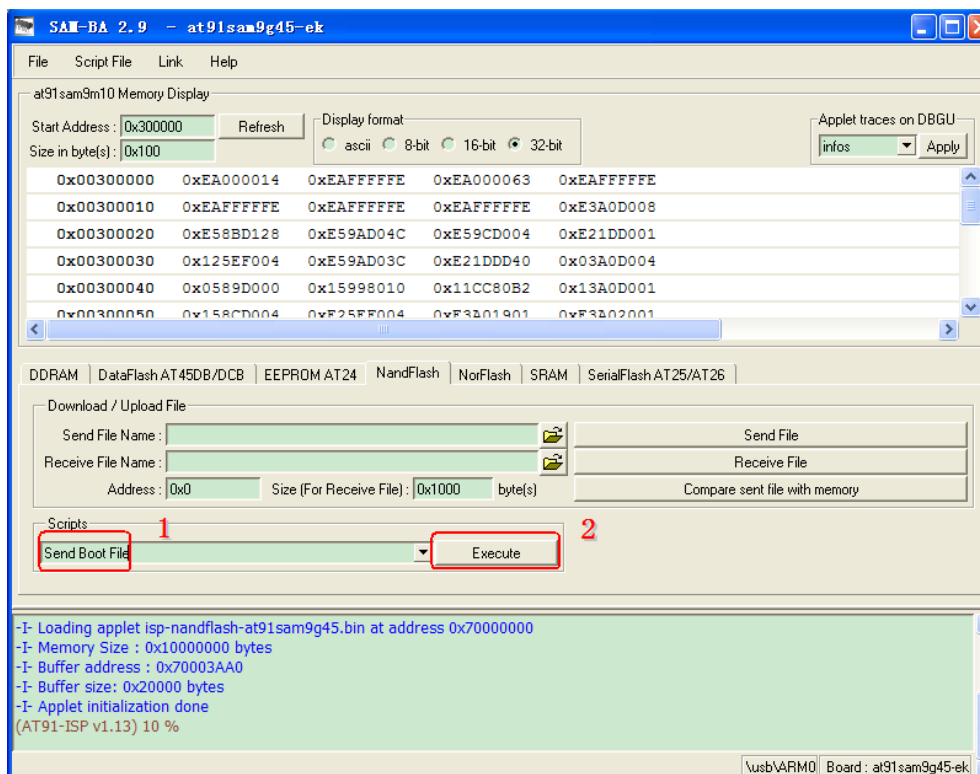 SAM-BA 2.9 - at91sam9g45-ek
File Script File Link Help
at91sam9m10 Memory Display
Start Address : 0x300000 Refresh
Size in byte(s) : 0x100
Display format
ascii 8-bit 16-bit 32-bit
Applet traces on DBGU
infos Apply
0x00300000 0xEA000014 0xEAFFFFFE 0xEA000063 0xEAFFFFFE
0x00300010 0xEAFFFFFE 0xEAFFFFFE 0xEAFFFFFE 0xE3A0D008
0x00300020 0xE58BD128 0xE59AD04C 0xE59CD004 0xE21DD001
0x00300030 0x125EF004 0xE59AD03C 0xE21DDD40 0x03A0D004
0x00300040 0x0589D000 0x15998010 0x11CC80B2 0x13A0D001
0x00300050 0x158CD004 0xE25EF004 0xE3A01901 0xE3A02001
DDRAM DataFlash AT45DB/DCB EEPROM AT24 NandFlash NorFlash SRAM SerialFlash AT25/AT26
Download / Upload File
Send File Name : Send File
Receive File Name : Receive File
Address : 0x0 Size (For Receive File) : 0x1000 byte(s) Compare sent file with memory
Scripts 1 2
Send Boot File Execute
-I- Loading applet isp-nandflash-at91sam9g45.bin at address 0x70000000
-I- Memory Size : 0x10000000 bytes
-I- Buffer address : 0x70003AA0
-I- Buffer size: 0x20000 bytes
-I- Applet initialization done
(AT91-ISP v1.13) 10 %
\usb\ARM0 Board : at91sam9g45-ek